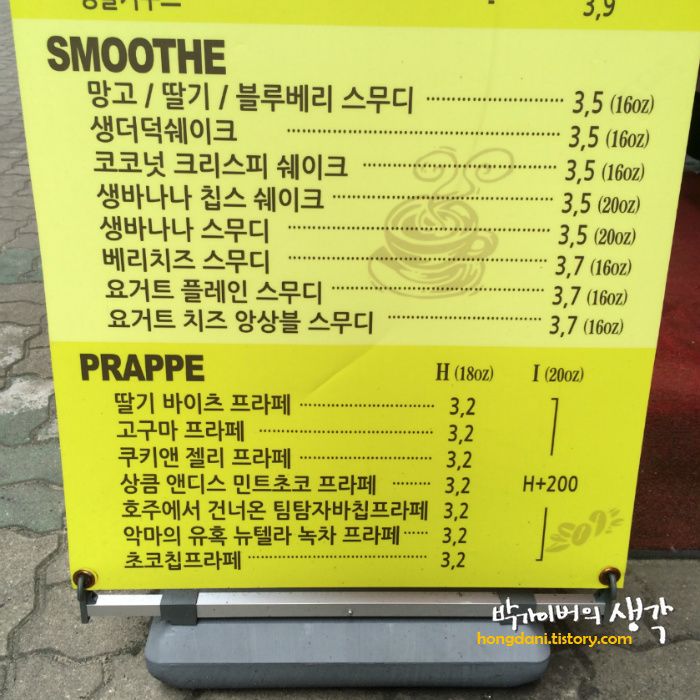 3,9
SMOOTHE
망고 / 딸기 / 블루베리 스무디 3,5 (16oz)
생더덕쉐이크 3,5 (16oz)
코코넛 크리스피 쉐이크 3,5 (16oz)
생바나나 칩스 쉐이크 3,5 (20oz)
생바나나 스무디 3,5 (20oz)
베리치즈 스무디 3,7 (16oz)
요거트 플레인 스무디 3,7 (16oz)
요거트 치즈 앙상블 스무디 3,7 (16oz)
PRAPPE H (18oz) I (20oz)
딸기 바이츠 프라페 3,2
고구마 프라페 3,2
쿠키앤 젤리 프라페 3,2
상큼 앤디스 민트초코 프라페 3,2 H+200
호주에서 건너온 팀탐자바칩프라페 3,2
악마의 유혹 뉴텔라 녹차 프라페 3,2
초코칩프라페 3,2
박가이버의 생각
hongdani.tistory.com